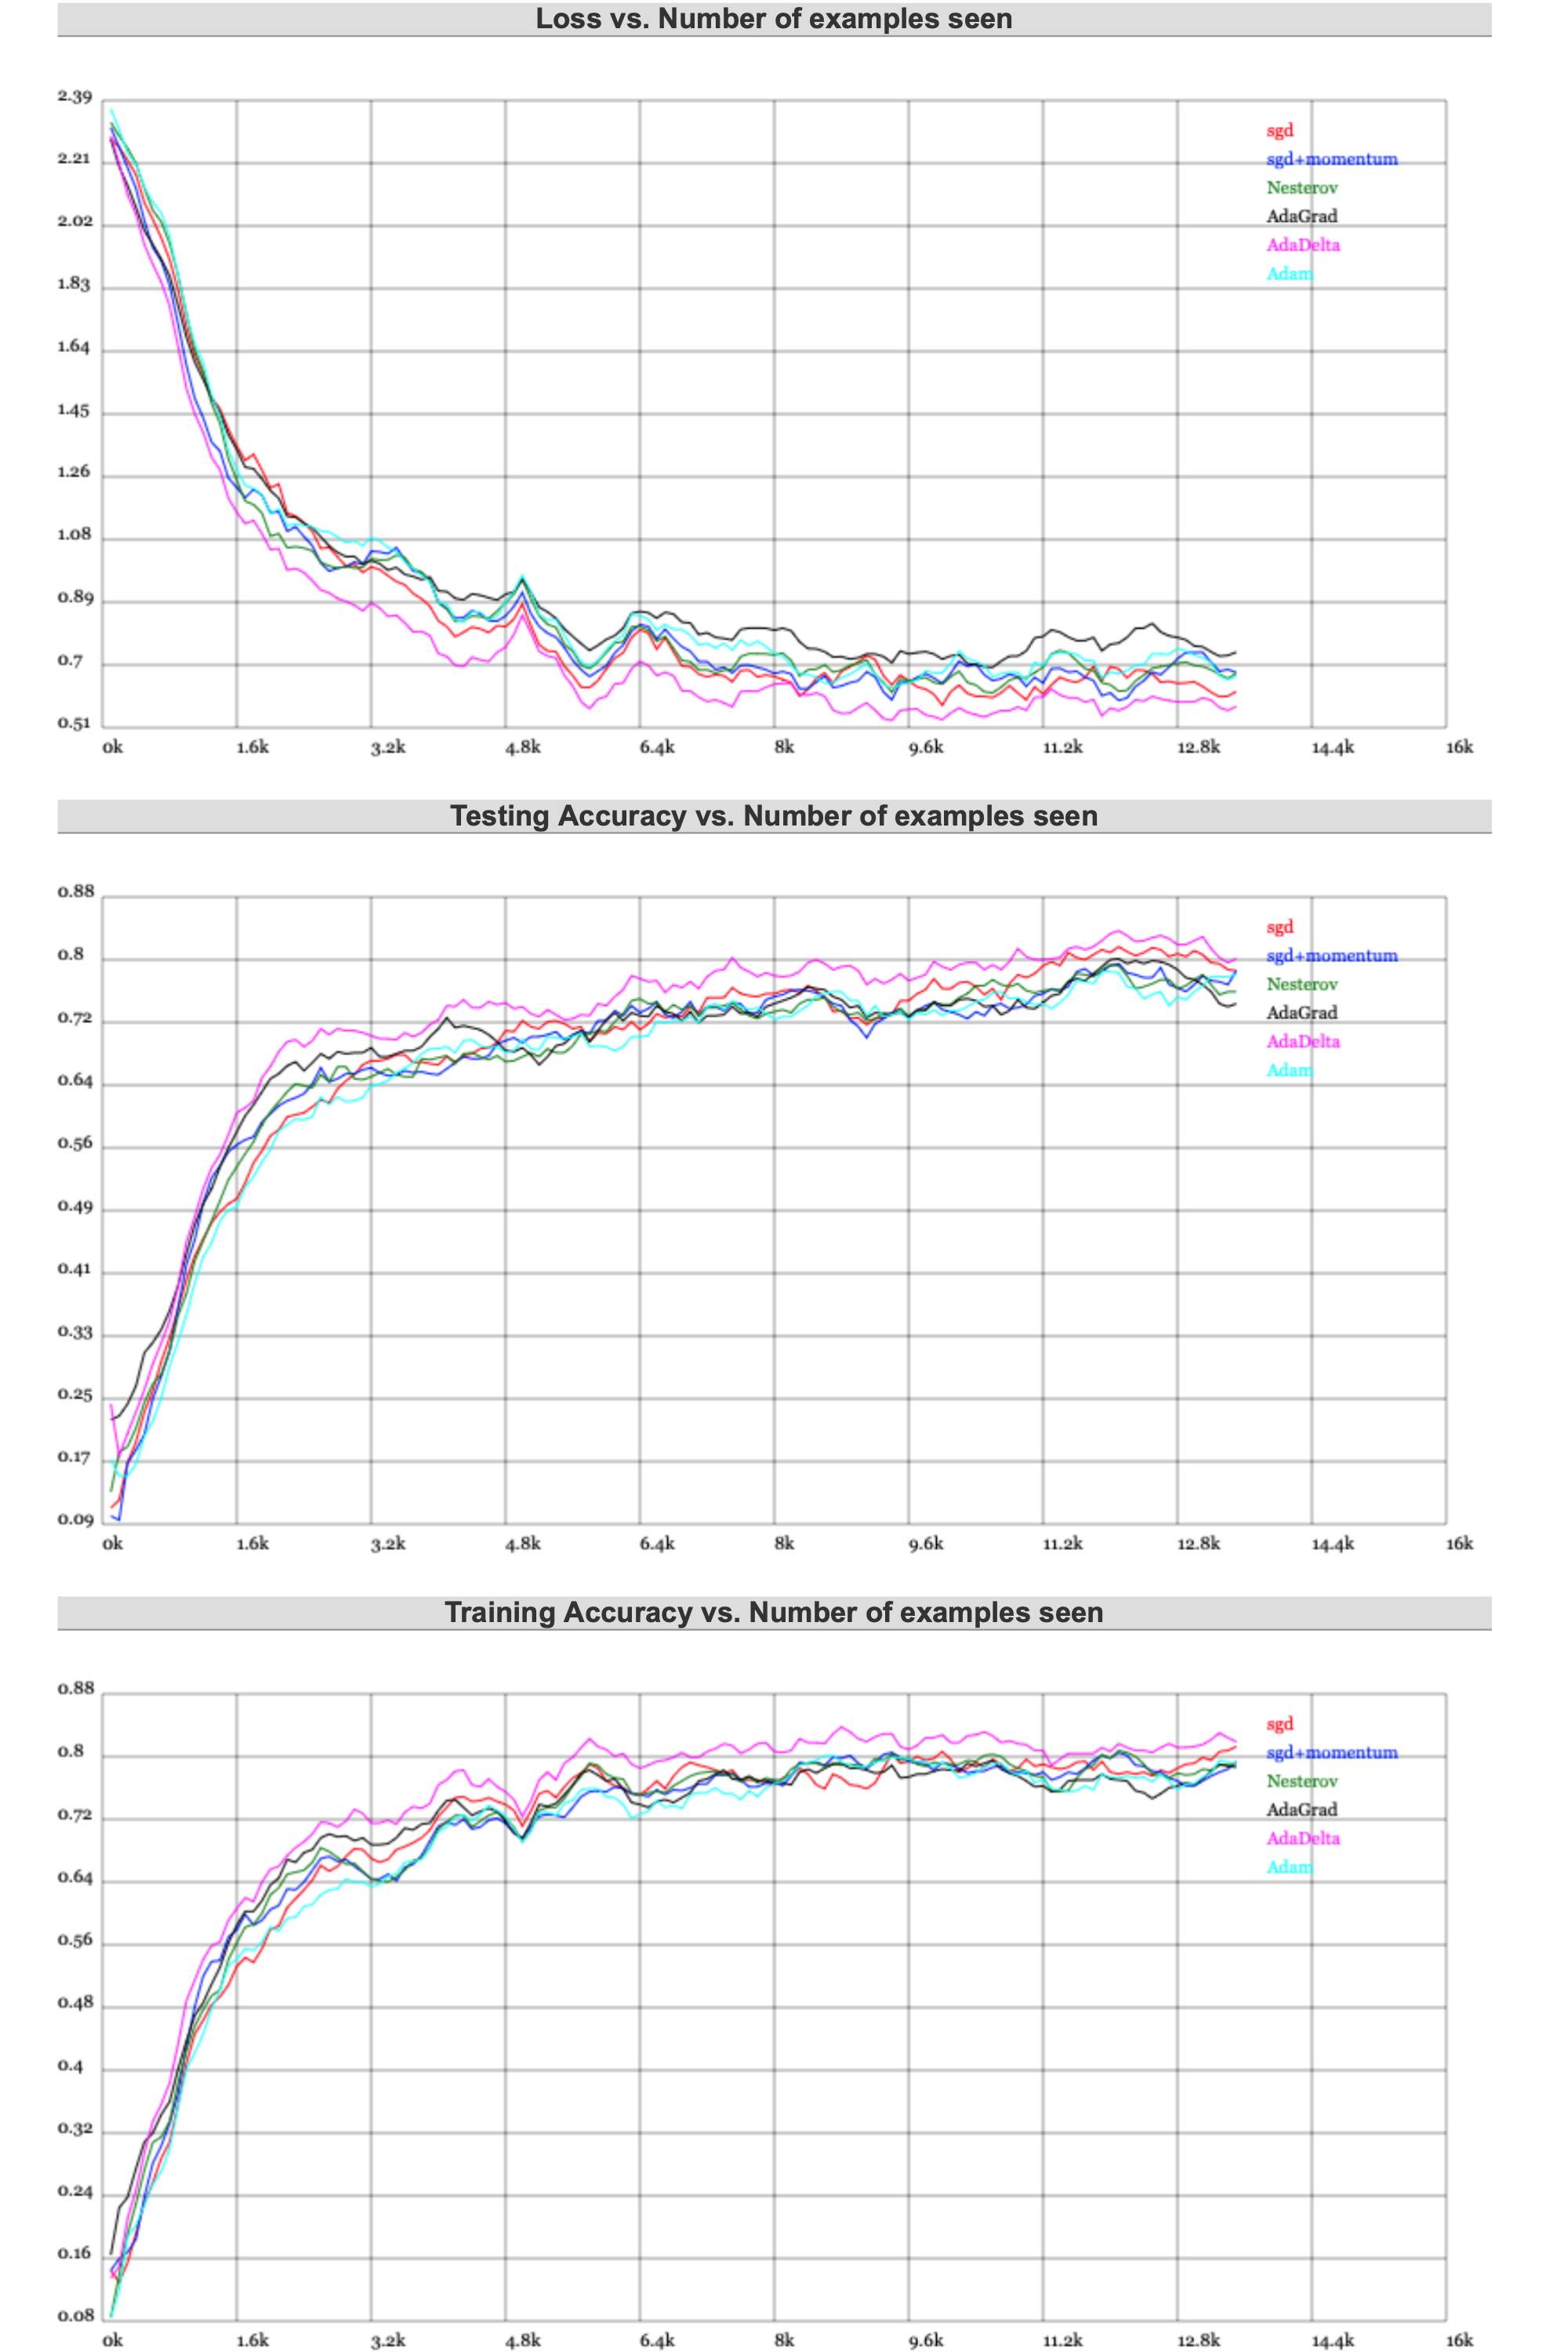 Loss vs. Number of examples seen
2.39
2.21
2.02
1.83
1.64
1.45
1.26
1.08
0.89
0.7
0.51
0k 1.6k 3.2k 4.8k 6.4k 8k 9.6k 11.2k 12.8k 14.4k 16k
sgd
sgd+momentum
Nesterov
AdaGrad
AdaDelta
Adam
Testing Accuracy vs. Number of examples seen
0.88
0.8
0.72
0.64
0.56
0.49
0.41
0.33
0.25
0.17
0.09
0k 1.6k 3.2k 4.8k 6.4k 8k 9.6k 11.2k 12.8k 14.4k 16k
sgd
sgd+momentum
Nesterov
AdaGrad
AdaDelta
Adam
Training Accuracy vs. Number of examples seen
0.88
0.8
0.72
0.64
0.56
0.48
0.4
0.32
0.24
0.16
0.08
0k 1.6k 3.2k 4.8k 6.4k 8k 9.6k 11.2k 12.8k 14.4k 16k
sgd
sgd+momentum
Nesterov
AdaGrad
AdaDelta
Adam